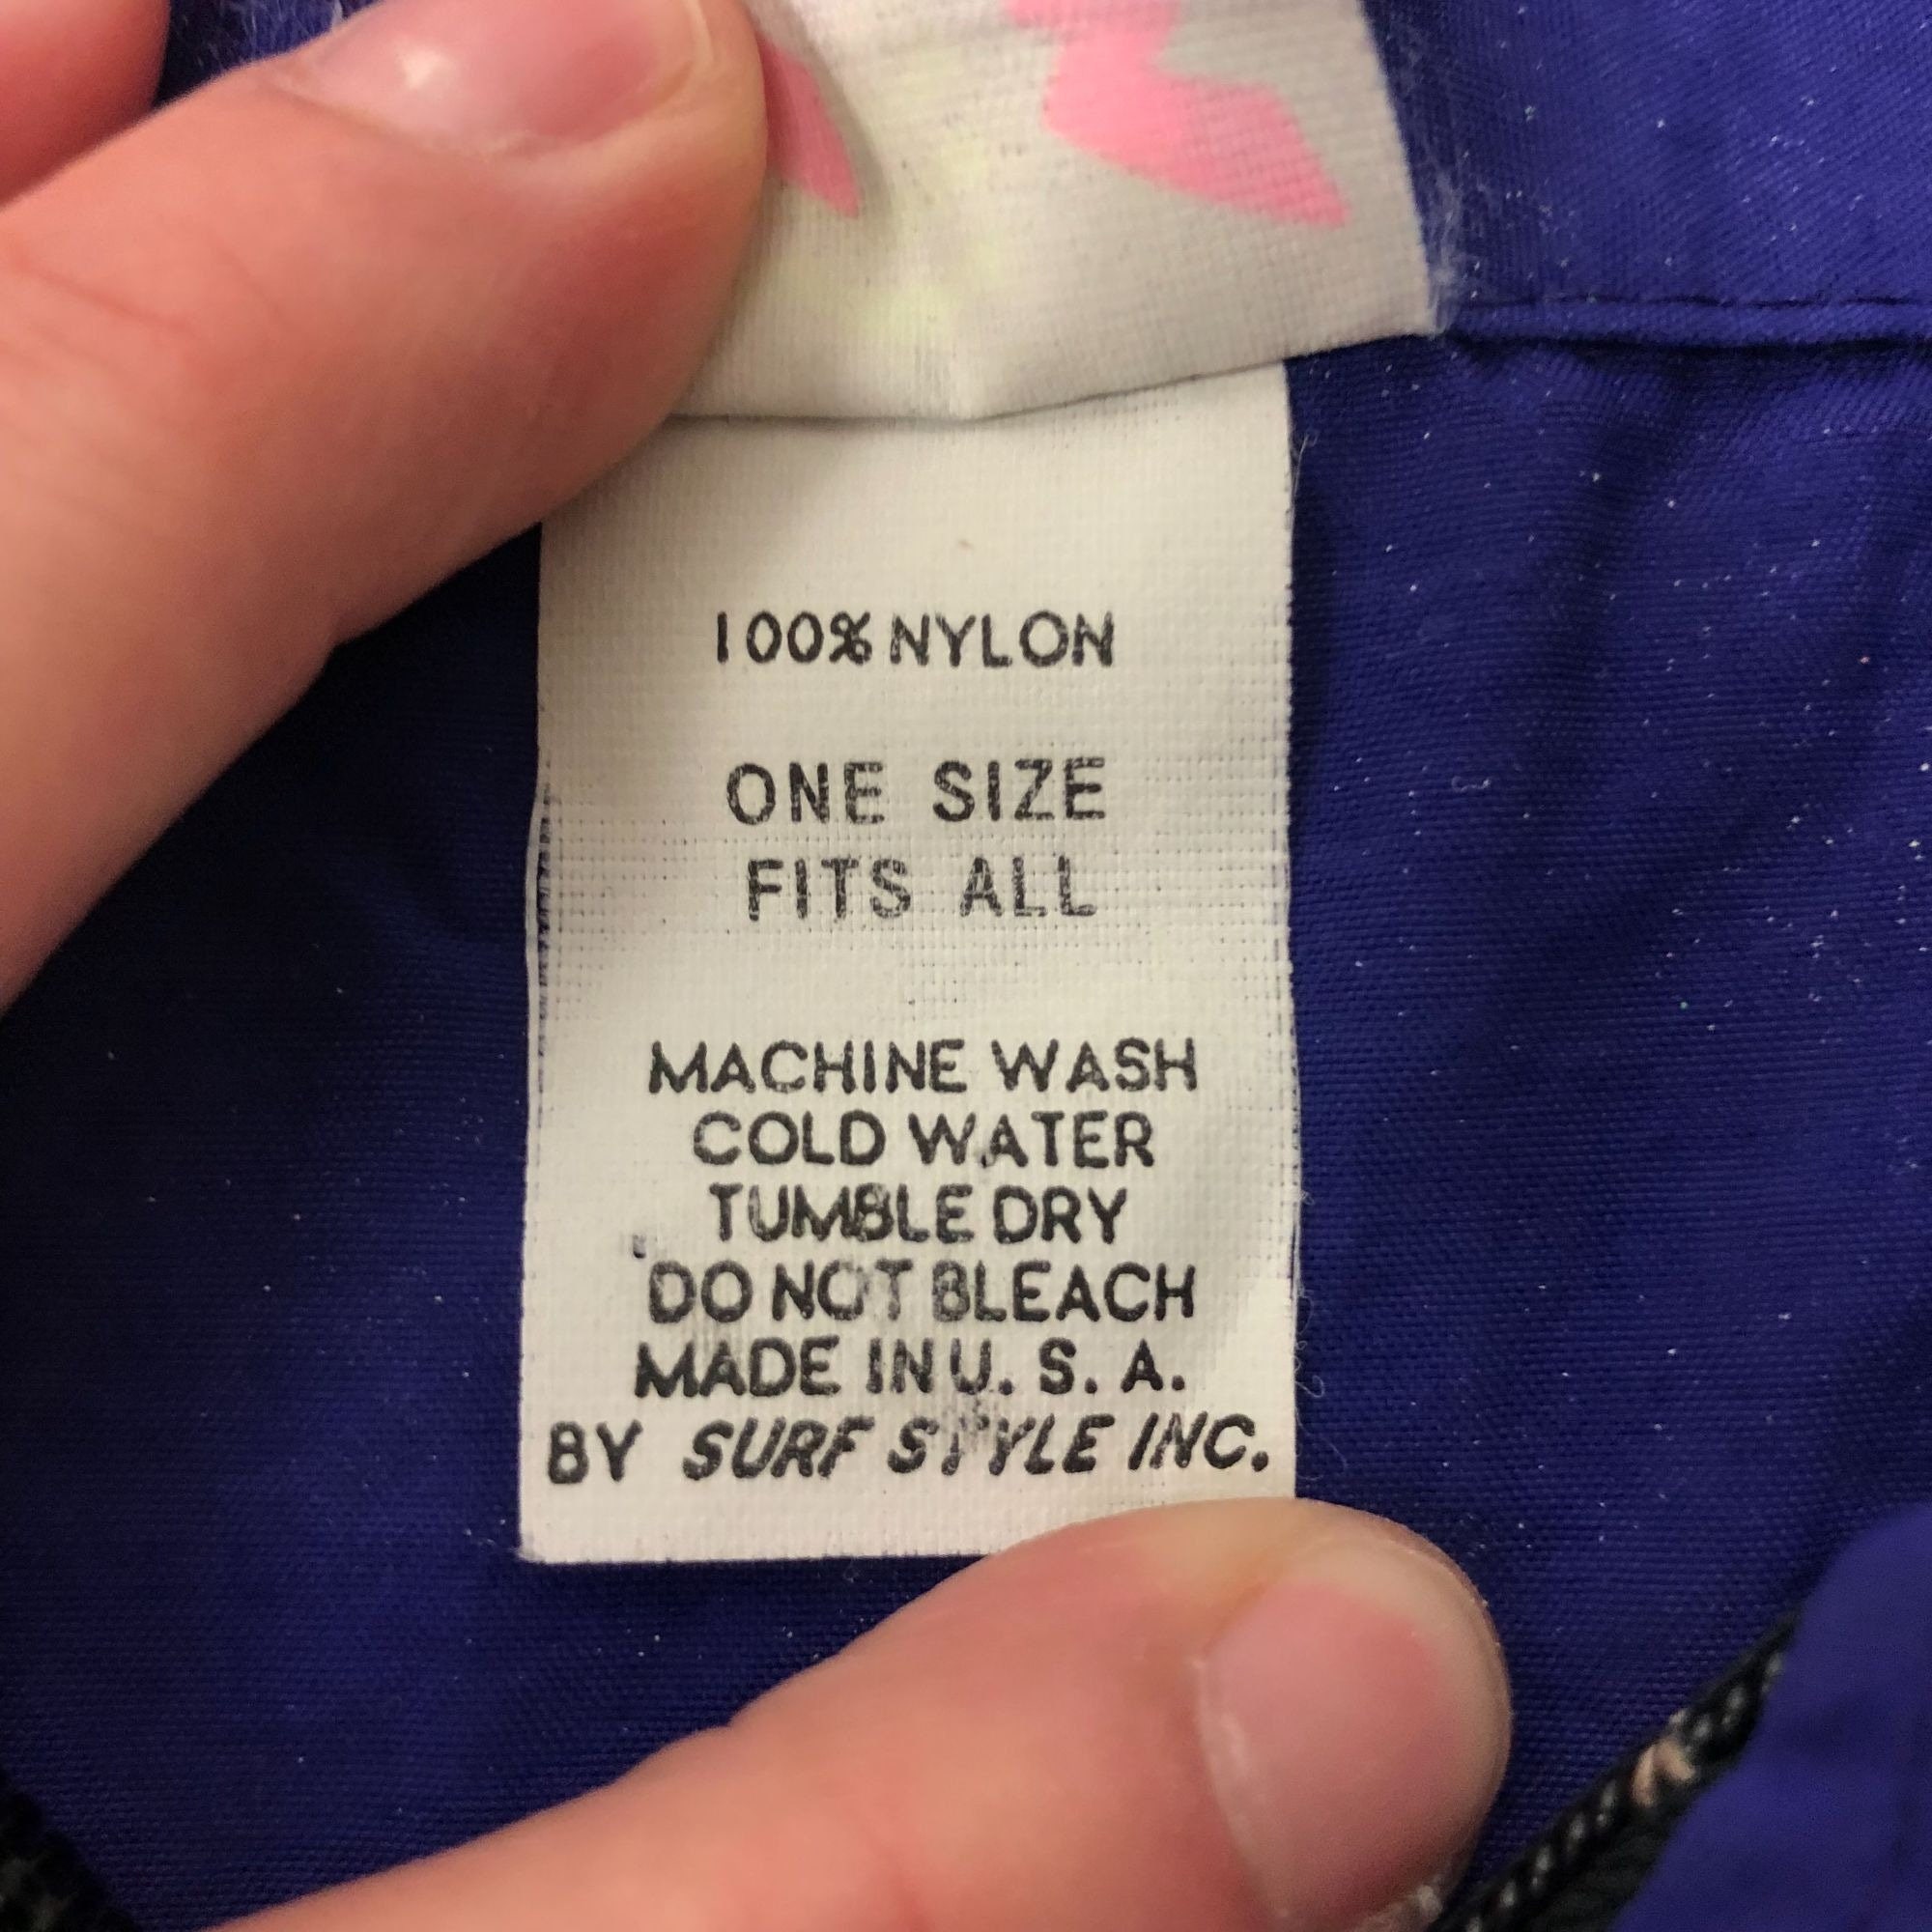 100% NYLON
ONE SIZE
FITS ALL
MACHINE WASH
COLD WATER
TUMBLE DRY
DO NOT BLEACH
MADE IN U. S. A.
BY SURF STYLE INC.